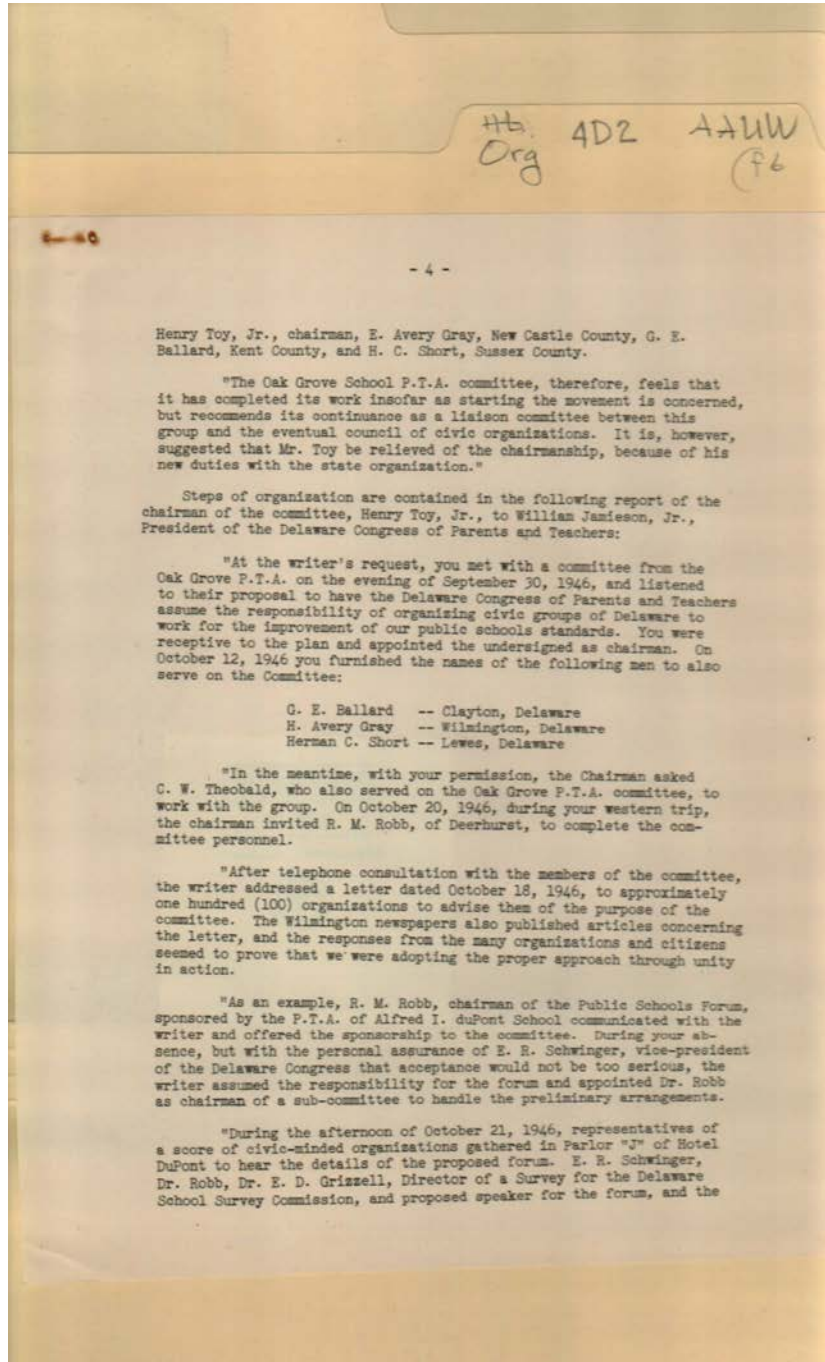 Hb. 4D2 AAUW
Org
- 4 -
Henry Toy, Jr., chairman, E. Avery Gray, New Castle County, G. E.
Ballard, Kent County, and H. C. Short, Sussex County.
"The Oak Grove School P.T.A. committee, therefore, feels that
it has completed its work insofar as starting the movement is concerned,
but recommends its continuance as a liaison committee between this
group and the eventual council of civic organizations. It is, however,
suggested that Mr. Toy be relieved of the chairmanship, because of his
new duties with the state organization."
Steps of organization are contained in the following report of the
chairman of the committee, Henry Toy, Jr., to William Jamieson, Jr.,
President of the Delaware Congress of Parents and Teachers:
"At the writer's request, you met with a committee from the
Oak Grove P.T.A. on the evening of September 30, 1946, and listened
to their proposal to have the Delaware Congress of Parents and Teachers
assume the responsibility of organizing civic groups of Delaware to
work for the improvement of our public schools standards. You were
receptive to the plan and appointed the undersigned as chairman. On
October 12, 1946 you furnished the names of the following men to also
serve on the Committee:
G. E. Ballard -- Clayton, Delaware
H. Avery Gray -- Wilmington, Delaware
Herman C. Short -- Lewes, Delaware
"In the meantime, with your permission, the Chairman asked
C. W. Theobald, who also served on the Oak Grove P.T.A. committee, to
work with the group. On October 20, 1946, during your western trip,
the chairman invited R. M. Robb, of Deerhurst, to complete the com-
mittee personnel.
"After telephone consultation with the members of the committee,
the writer addressed a letter dated October 18, 1946, to approximately
one hundred (100) organizations to advise them of the purpose of the
committee. The Wilmington newspapers also published articles concerning
the letter, and the responses from the many organizations and citizens
seemed to prove that we were adopting the proper approach through unity
in action.
"As an example, R. M. Robb, chairman of the Public Schools Forum,
sponsored by the P.T.A. of Alfred I. duPont School communicated with the
writer and offered the sponsorship to the committee. During your ab-
sence, but with the personal assurance of E. R. Schwinger, vice-president
of the Delaware Congress that acceptance would not be too serious, the
writer assumed the responsibility for the forum and appointed Dr. Robb
as chairman of a sub-committee to handle the preliminary arrangements.
"During the afternoon of October 21, 1946, representatives of
a score of civic-minded organizations gathered in Parlor "J" of Hotel
DuPont to hear the details of the proposed forum. E. R. Schwinger,
Dr. Robb, Dr. E. D. Grizzell, Director of a Survey for the Delaware
School Survey Commission, and proposed speaker for the forum, and the